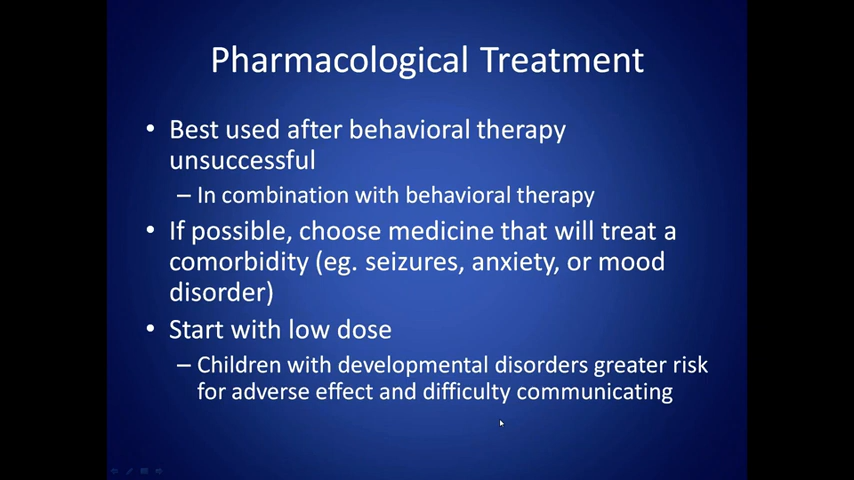 Pharmacological Treatment
• Best used after behavioral therapy
unsuccessful
– In combination with behavioral therapy
• If possible, choose medicine that will treat a
comorbidity (eg. seizures, anxiety, or mood
disorder)
• Start with low dose
– Children with developmental disorders greater risk
for adverse effect and difficulty communicating